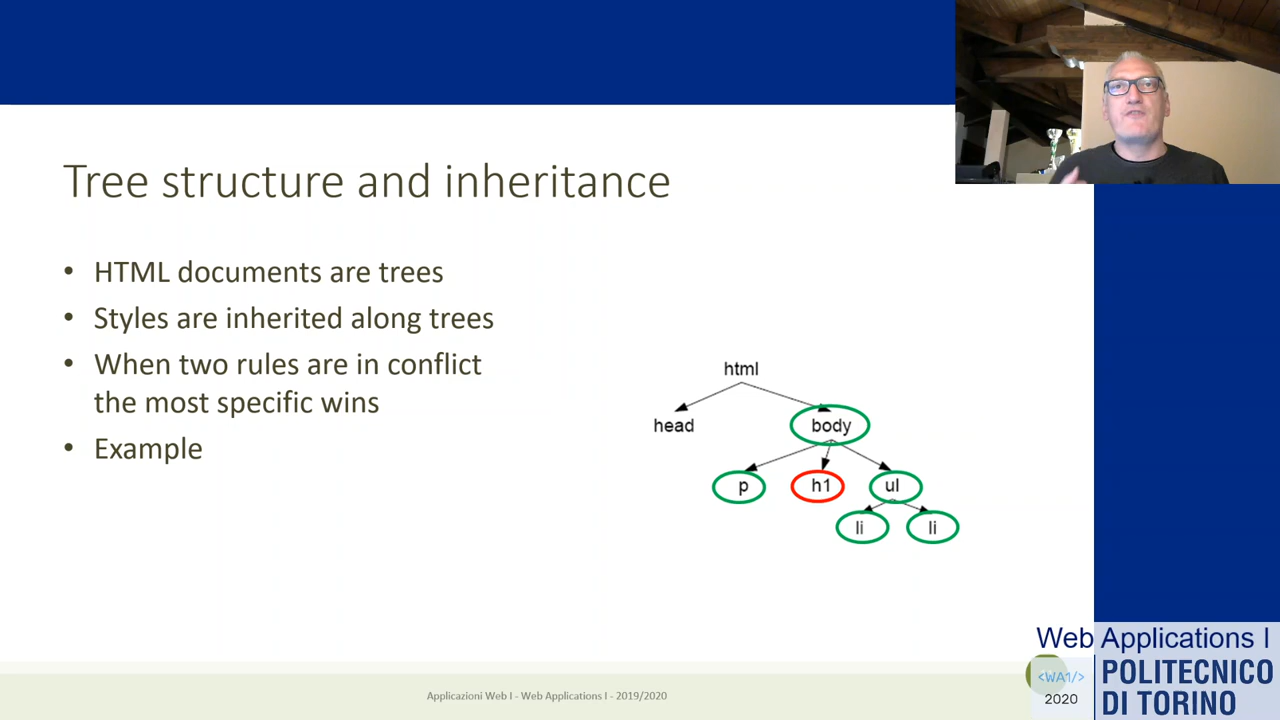 Tree structure and inheritance
• HTML documents are trees
• Styles are inherited along trees
• When two rules are in conflict
the most specific wins
• Example
html
head
body
p
h1
ul
li
li
Applicazioni Web I - Web Applications I - 2019/2020
Web Applications I
<WA1/>
2020
POLITECNICO
DI TORINO